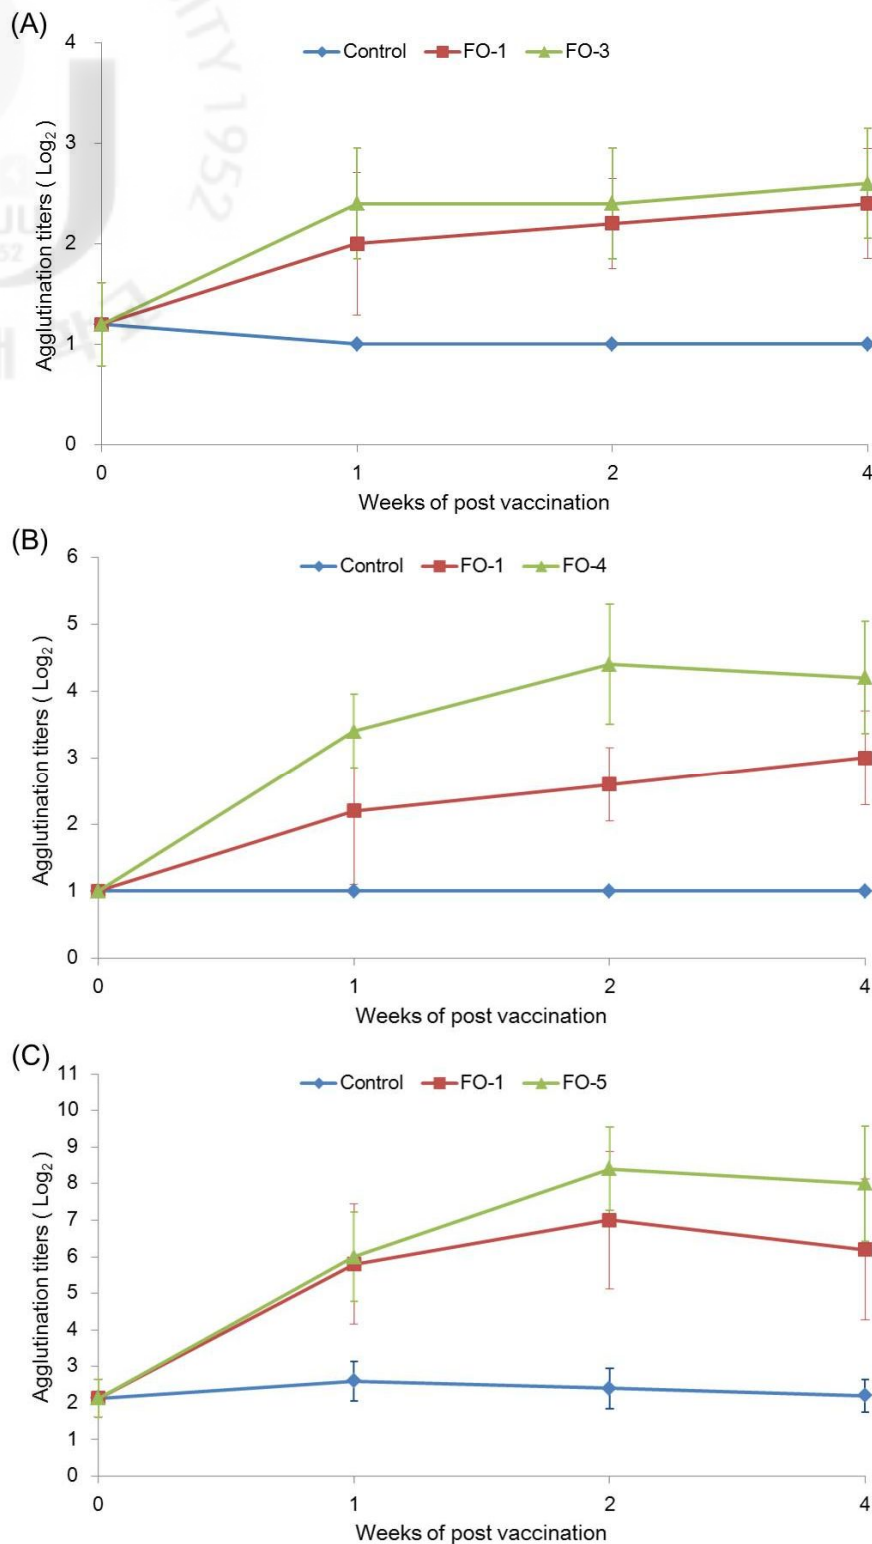 (A)
Control FO-1 FO-3
4
3
2
1
0
Agglutination titers ( Log₂ )
0 1 2 4
Weeks of post vaccination
(B)
Control FO-1 FO-4
6
5
4
3
2
1
0
Agglutination titers ( Log₂ )
0 1 2 4
Weeks of post vaccination
(C)
Control FO-1 FO-5
11
10
9
8
7
6
5
4
3
2
1
0
Agglutination titers ( Log₂ )
0 1 2 4
Weeks of post vaccination
ITY 1952
52